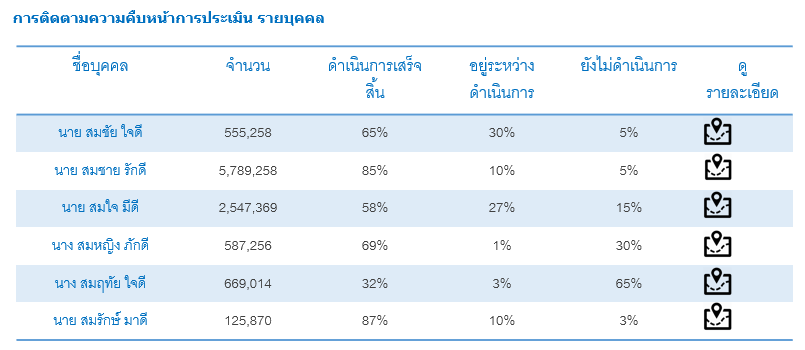 การติดตามความคืบหน้าการประเมิน รายบุคคล
ชื่อบุคคล จำนวน ดำเนินการเสร็จสิ้น อยู่ระหว่างดำเนินการ ยังไม่ดำเนินการ ดูรายละเอียด
นาย สมชัย ใจดี 555,258 65% 30% 5%
นาย สมชาย รักดี 5,789,258 85% 10% 5%
นาย สมใจ มีดี 2,547,369 58% 27% 15%
นาง สมหญิง ภักดี 587,256 69% 1% 30%
นาง สมฤทัย ใจดี 669,014 32% 3% 65%
นาย สมรักษ์ มาดี 125,870 87% 10% 3%